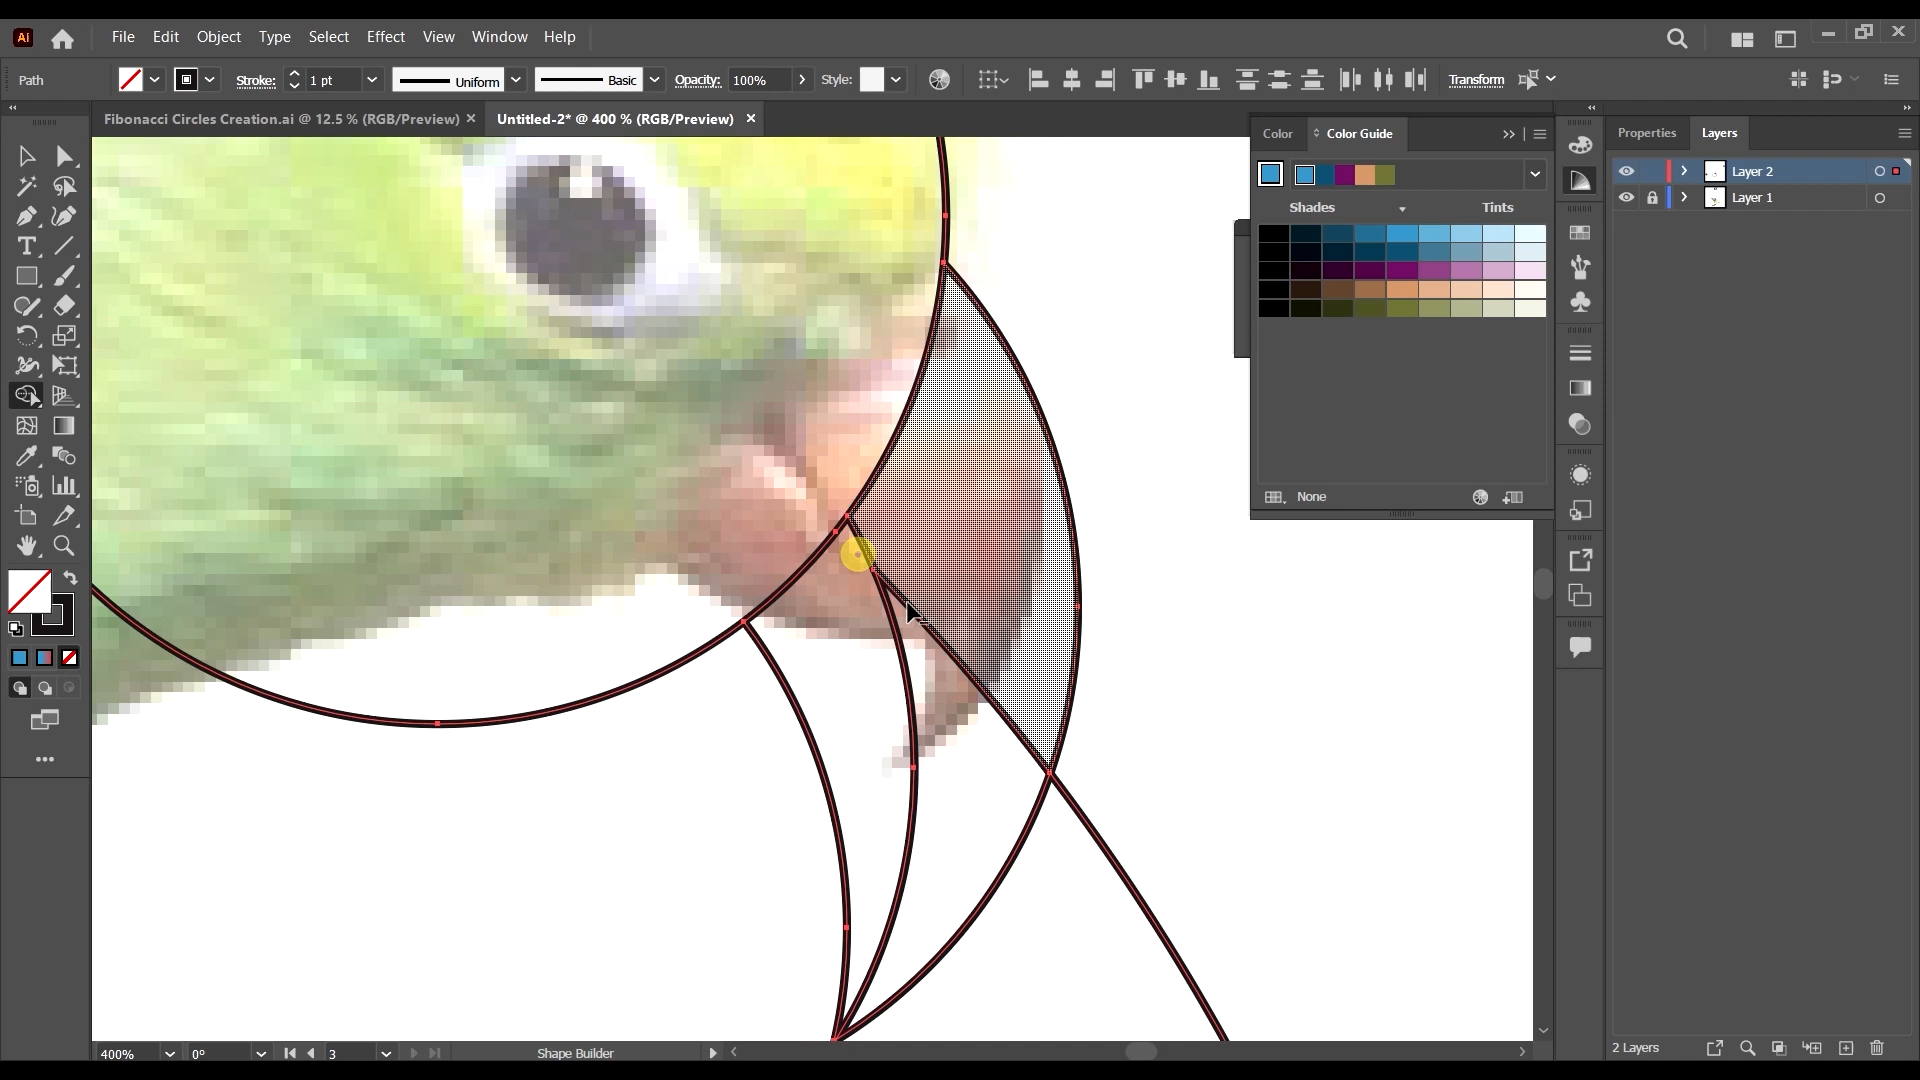 Ai File Edit Object Type Select Effect View Window Help
Path Stroke: 1 pt Uniform Basic Opacity: 100% Style: Transform
Fibonacci Circles Creation.ai @ 12.5 % (RGB/Preview) Untitled-2* @ 400 % (RGB/Preview)
Color Color Guide
Properties Layers
Layer 2
Layer 1
Shades Tints
None
400% 0° 3 Shape Builder
2 Layers